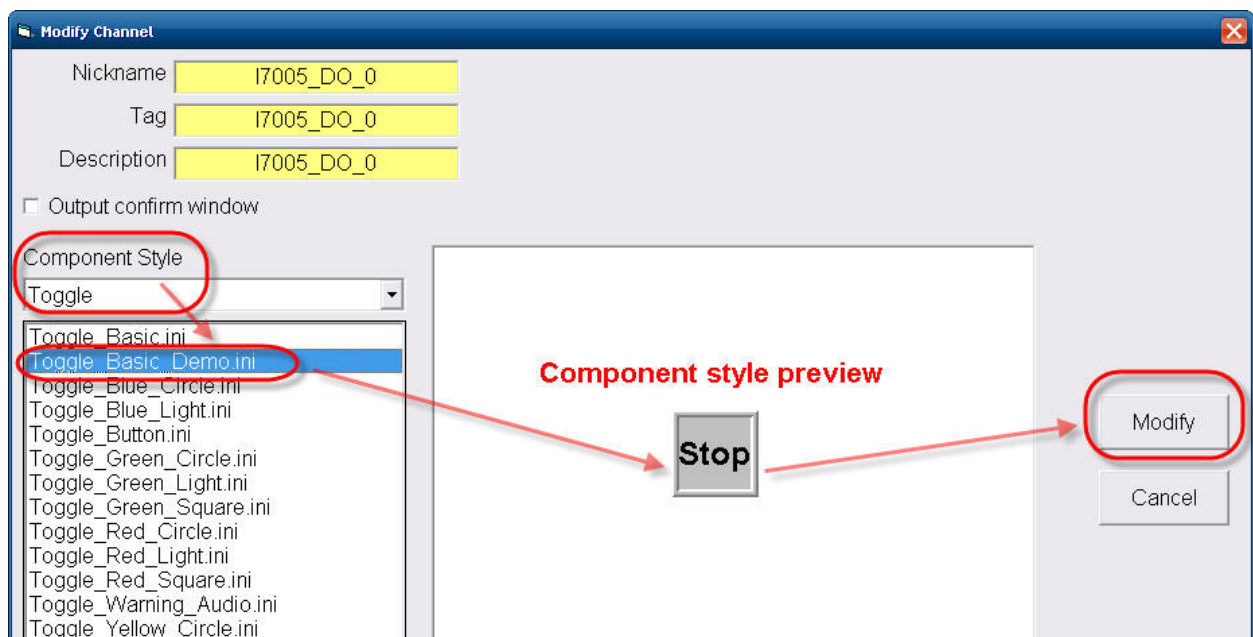 Modify Channel
Nickname I7005_DO_0
Tag I7005_DO_0
Description I7005_DO_0
Output confirm window
Component Style
Toggle
Toggle_Basic.ini
Toggle_Basic_Demo.ini
Toggle_Blue_Circle.ini
Toggle_Blue_Light.ini
Toggle_Button.ini
Toggle_Green_Circle.ini
Toggle_Green_Light.ini
Toggle_Green_Square.ini
Toggle_Red_Circle.ini
Toggle_Red_Light.ini
Toggle_Red_Square.ini
Toggle_Warning_Audio.ini
Toggle_Yellow_Circle.ini
Component style preview
Stop
Modify
Cancel